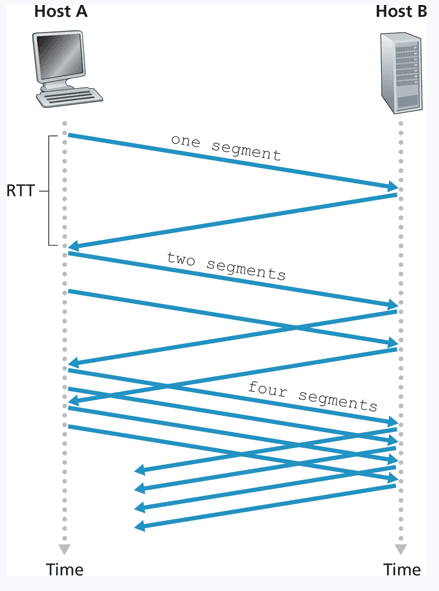 Host A
Host B
one segment
RTT
two segments
four segments
Time
Time